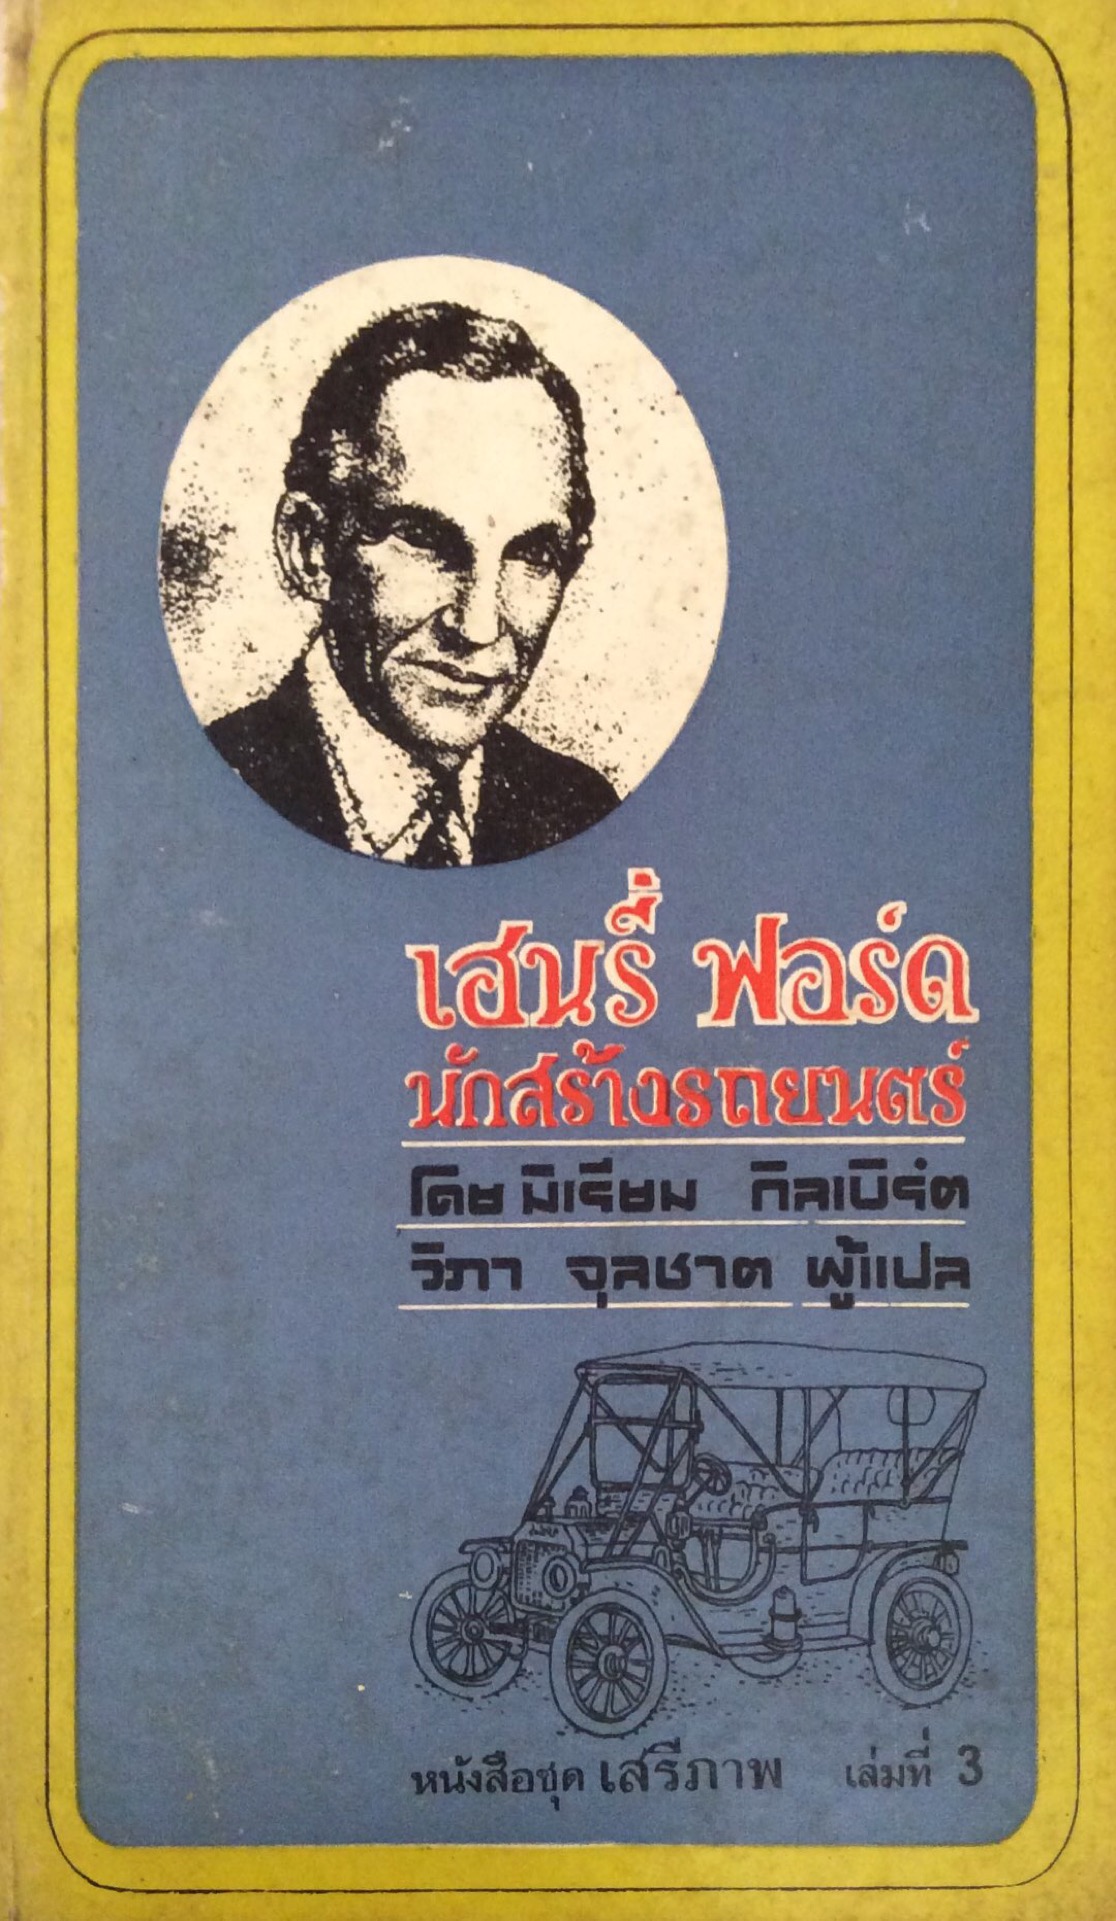 เฮนรี่ ฟอร์ด
นักสร้างรถยนตร์
โดย มิเรียม กิลเบิร์ต
วิภา จุลชาต ผู้แปล
หนังสือชุด เสรีภาพ เล่มที่ 3